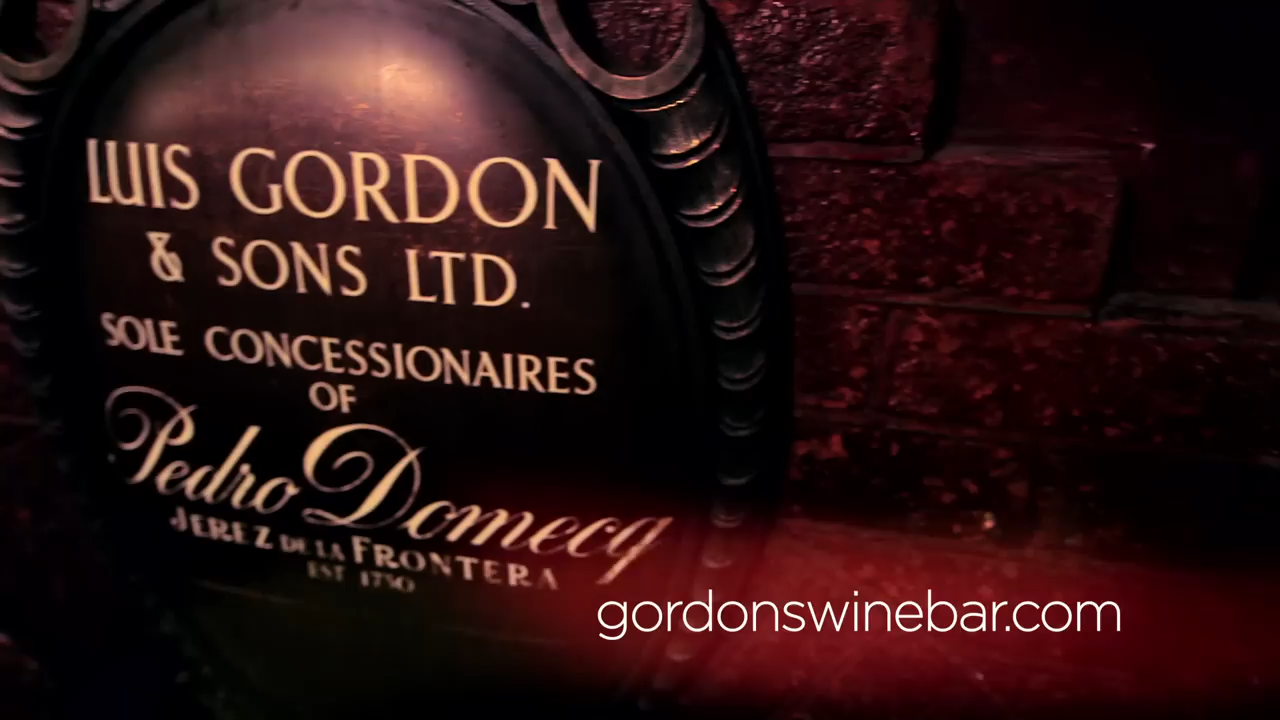 LUIS GORDON
& SONS LTD.
SOLE CONCESSIONAIRES
OF
Pedro Domecq
JEREZ DE LA FRONTERA
EST 1730
gordonswinebar.com